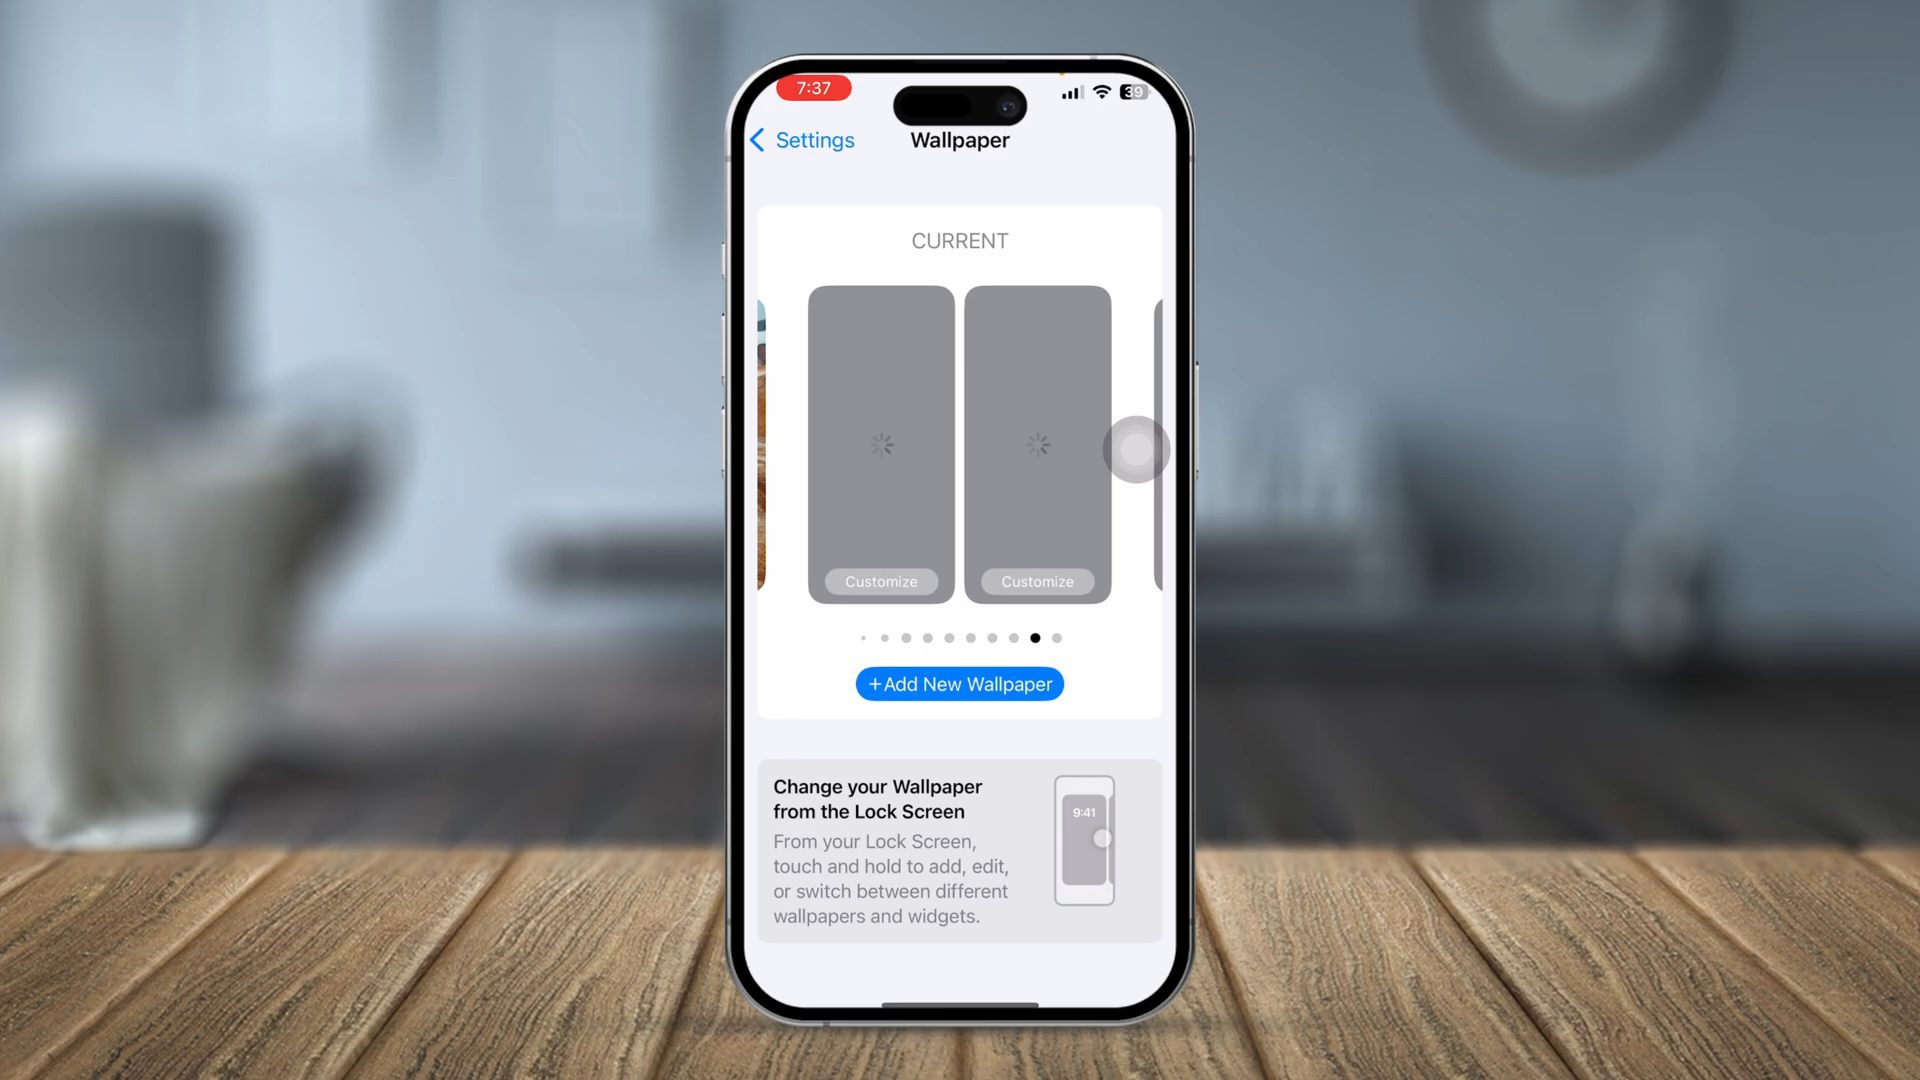 7:37
39
Settings
Wallpaper
CURRENT
Customize
Customize
+Add New Wallpaper
Change your Wallpaper
from the Lock Screen
From your Lock Screen,
touch and hold to add, edit,
or switch between different
wallpapers and widgets.
9:41